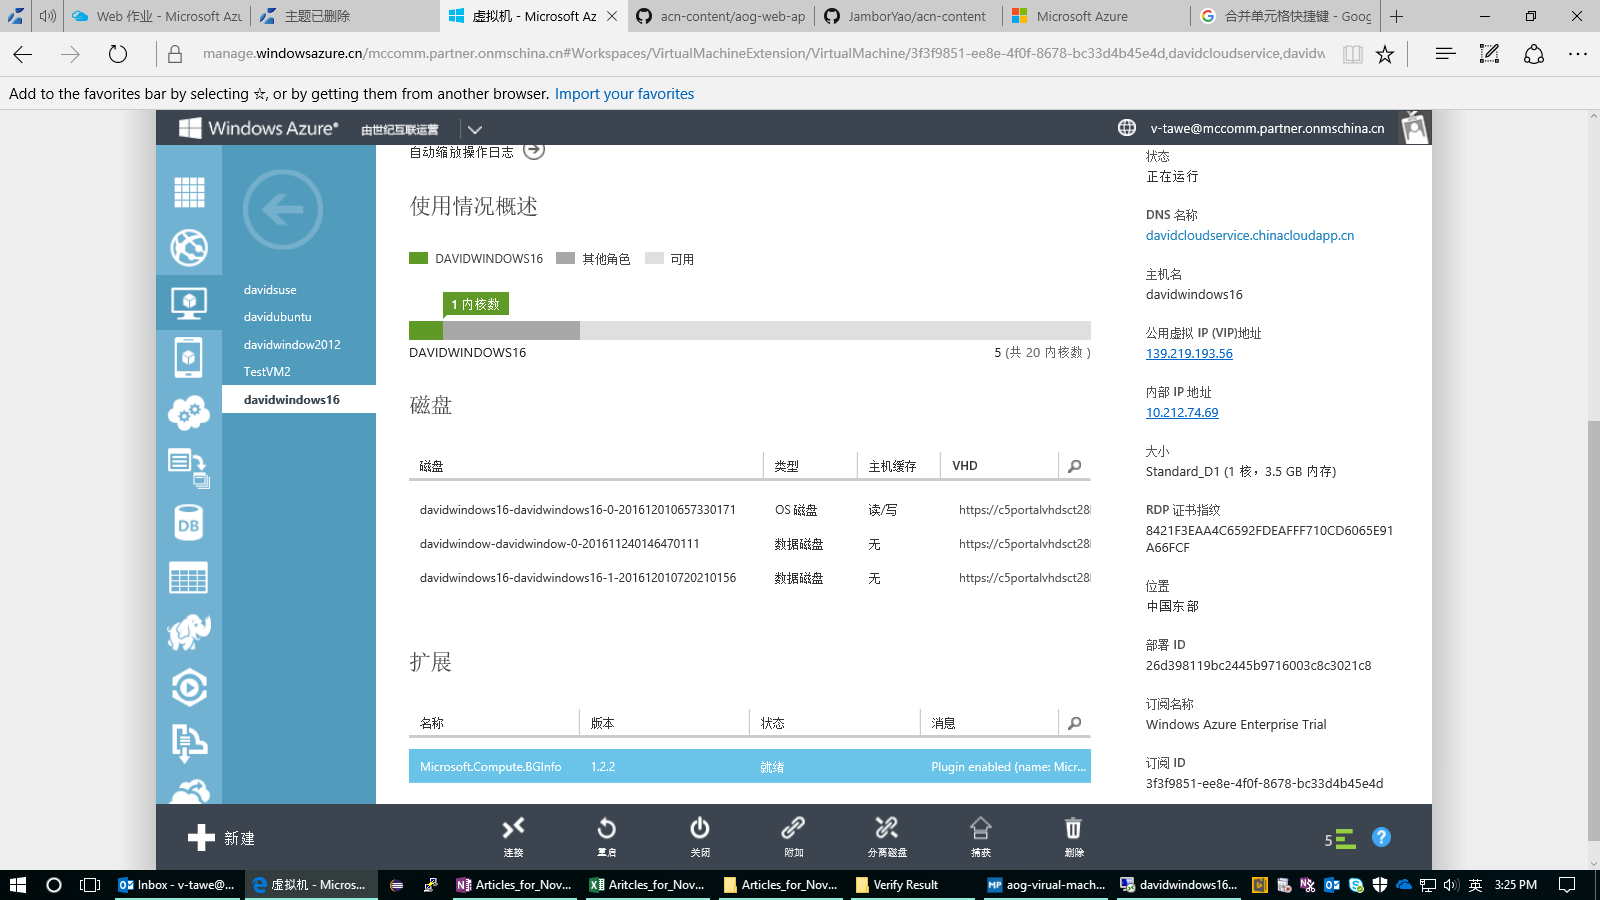 Web 作业 - Microsoft Azu
主题已删除
虚拟机 - Microsoft Az
acn-content/aog-web-ap
JamborYao/acn-content
Microsoft Azure
合并单元格快捷键 - Goog
manage.windowsazure.cn/mccomm.partner.onmschina.cn#Workspaces/VirtualMachineExtension/VirtualMachine/3f3f9851-ee8e-4f0f-8678-bc33d4b45e4d,davidcloudservice,davidw
Add to the favorites bar by selecting ☆, or by getting them from another browser. Import your favorites
Windows Azure 由世纪互联运营
v-tawe@mccomm.partner.onmschina.cn
davidsuse
davidubuntu
davidwindow2012
TestVM2
davidwindows16
自动缩放操作日志
使用情况概述
DAVIDWINDOWS16 其他角色 可用
1 内核数
DAVIDWINDOWS16
5 (共 20 内核数 )
磁盘
磁盘 类型 主机缓存 VHD
davidwindows16-davidwindows16-0-201612010657330171 OS 磁盘 读/写 https://c5portalvhdsct28
davidwindow-davidwindow-0-201611240146470111 数据磁盘 无 https://c5portalvhdsct28
davidwindows16-davidwindows16-1-201612010720210156 数据磁盘 无 https://c5portalvhdsct28
扩展
名称 版本 状态 消息
Microsoft.Compute.BGInfo 1.2.2 就绪 Plugin enabled (name: Micr...
状态
正在运行
DNS 名称
davidcloudservice.chinacloudapp.cn
主机名
davidwindows16
公用虚拟 IP (VIP)地址
139.219.193.56
内部 IP 地址
10.212.74.69
大小
Standard_D1 (1 核，3.5 GB 内存)
RDP 证书指纹
8421F3EAA4C6592FDEAFFF710CD6065E91
A66FCF
位置
中国东部
部署 ID
26d398119bc2445b9716003c8c3021c8
订阅名称
Windows Azure Enterprise Trial
订阅 ID
3f3f9851-ee8e-4f0f-8678-bc33d4b45e4d
DB
新建
连接
重启
关闭
附加
分离磁盘
捕获
删除
5
?
Inbox - v-tawe@...
虚拟机 - Micros...
Articles_for_Nov...
Aritcles_for_Nov...
Articles_for_Nov...
Verify Result
MP
aog-virual-mach...
davidwindows16...
英
3:25 PM